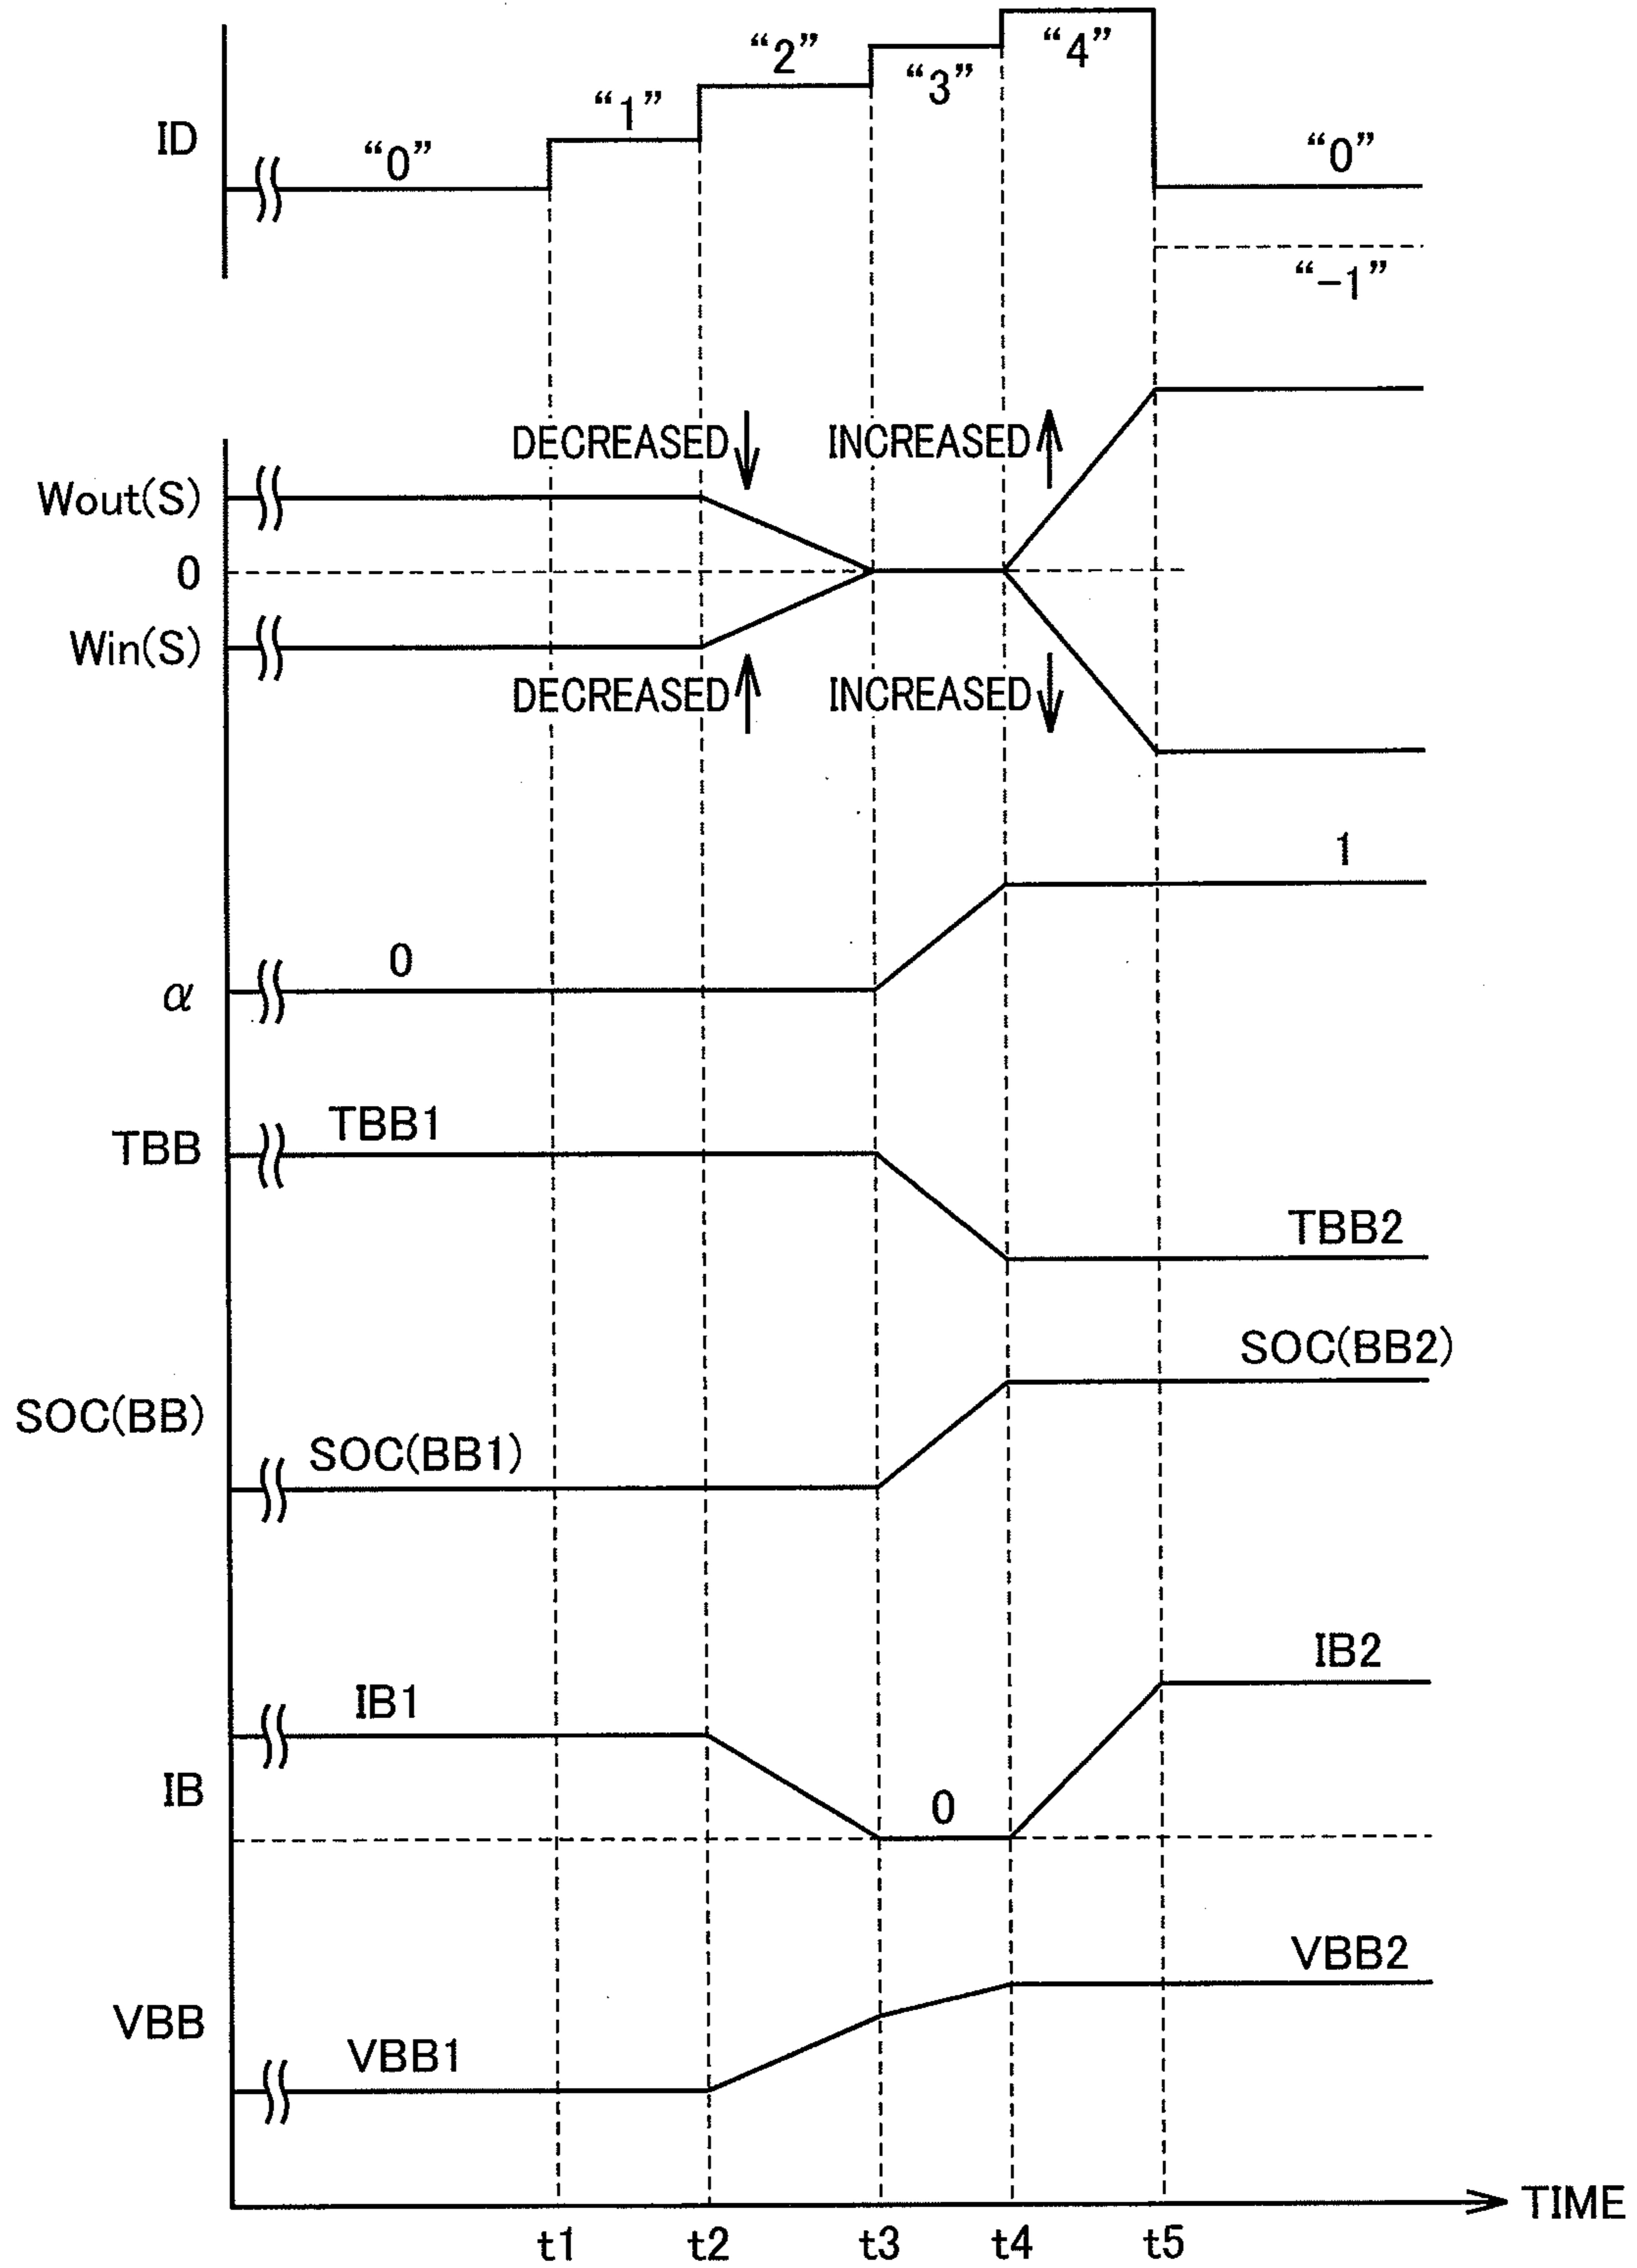 ID
“0”
“1”
“2”
“3”
“4”
“0”
“-1”
DECREASED
INCREASED
Wout(S)
0
Win(S)
DECREASED
INCREASED
α
0
1
TBB
TBB1
TBB2
SOC(BB)
SOC(BB1)
SOC(BB2)
IB
IB1
0
IB2
VBB
VBB1
VBB2
TIME
t1 t2 t3 t4 t5